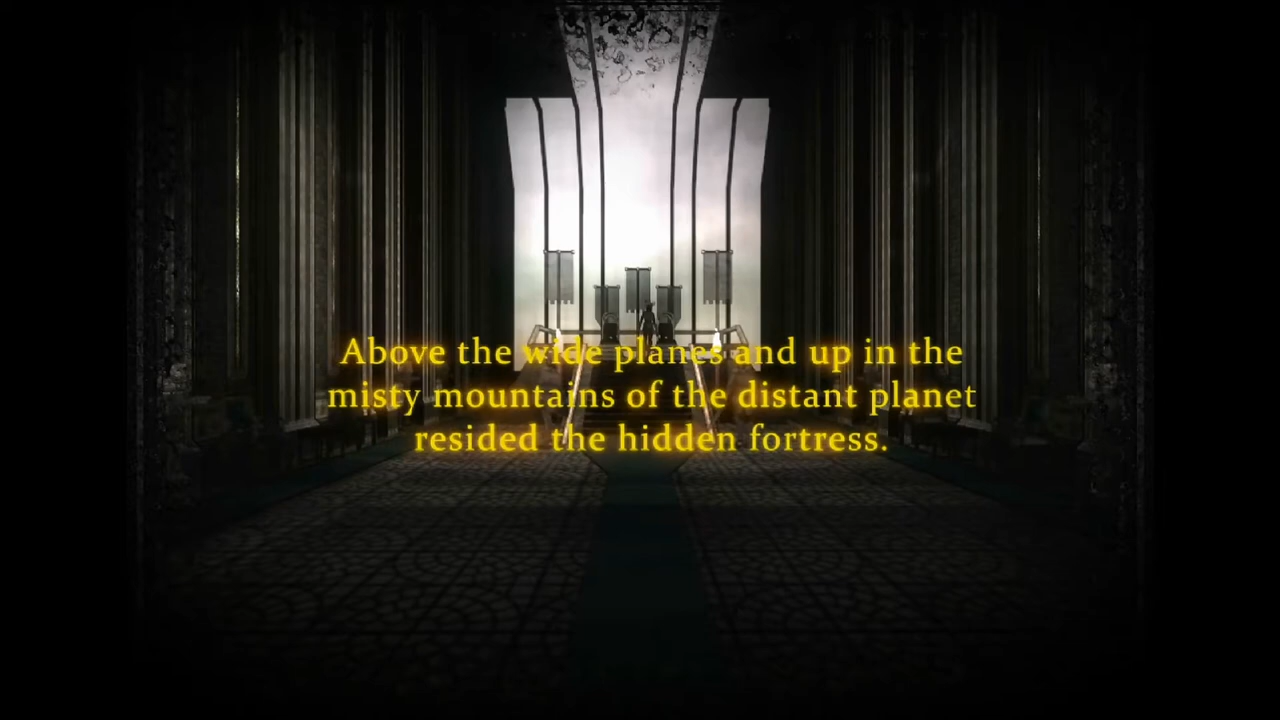 Above the wide planes and up in the
misty mountains of the distant planet
resided the hidden fortress.